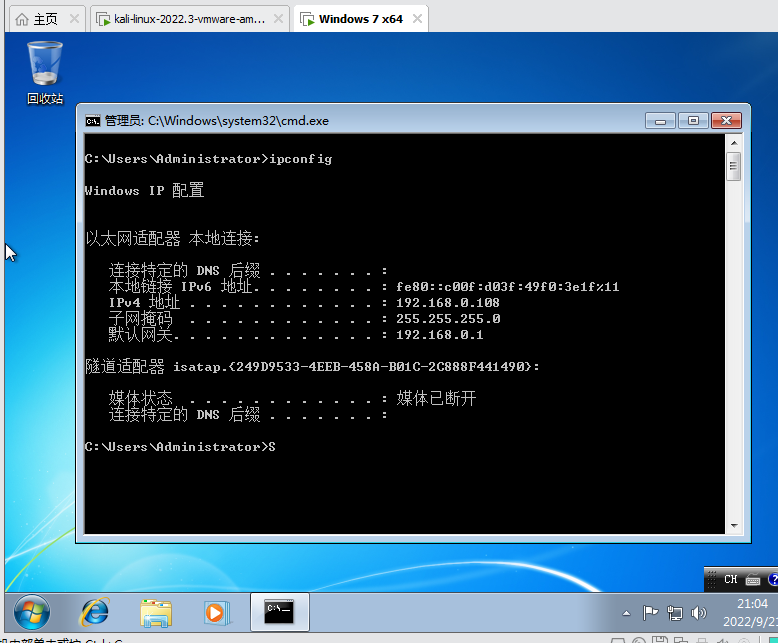 主页
kali-linux-2022.3-vmware-am...
Windows 7 x64
回收站
管理员: C:\Windows\system32\cmd.exe
C:\Users\Administrator>ipconfig
Windows IP 配置
以太网适配器 本地连接:
连接特定的 DNS 后缀 . . . . . . . :
本地链接 IPv6 地址. . . . . . . . : fe80::c00f:d03f:49f0:3e1f%11
IPv4 地址 . . . . . . . . . . . . : 192.168.0.108
子网掩码 . . . . . . . . . . . . : 255.255.255.0
默认网关. . . . . . . . . . . . . : 192.168.0.1
隧道适配器 isatap.{249D9533-4EEB-458A-B01C-2C888F441490}:
媒体状态 . . . . . . . . . . . . : 媒体已断开
连接特定的 DNS 后缀 . . . . . . . :
C:\Users\Administrator>S
CH
21:04
2022/9/2